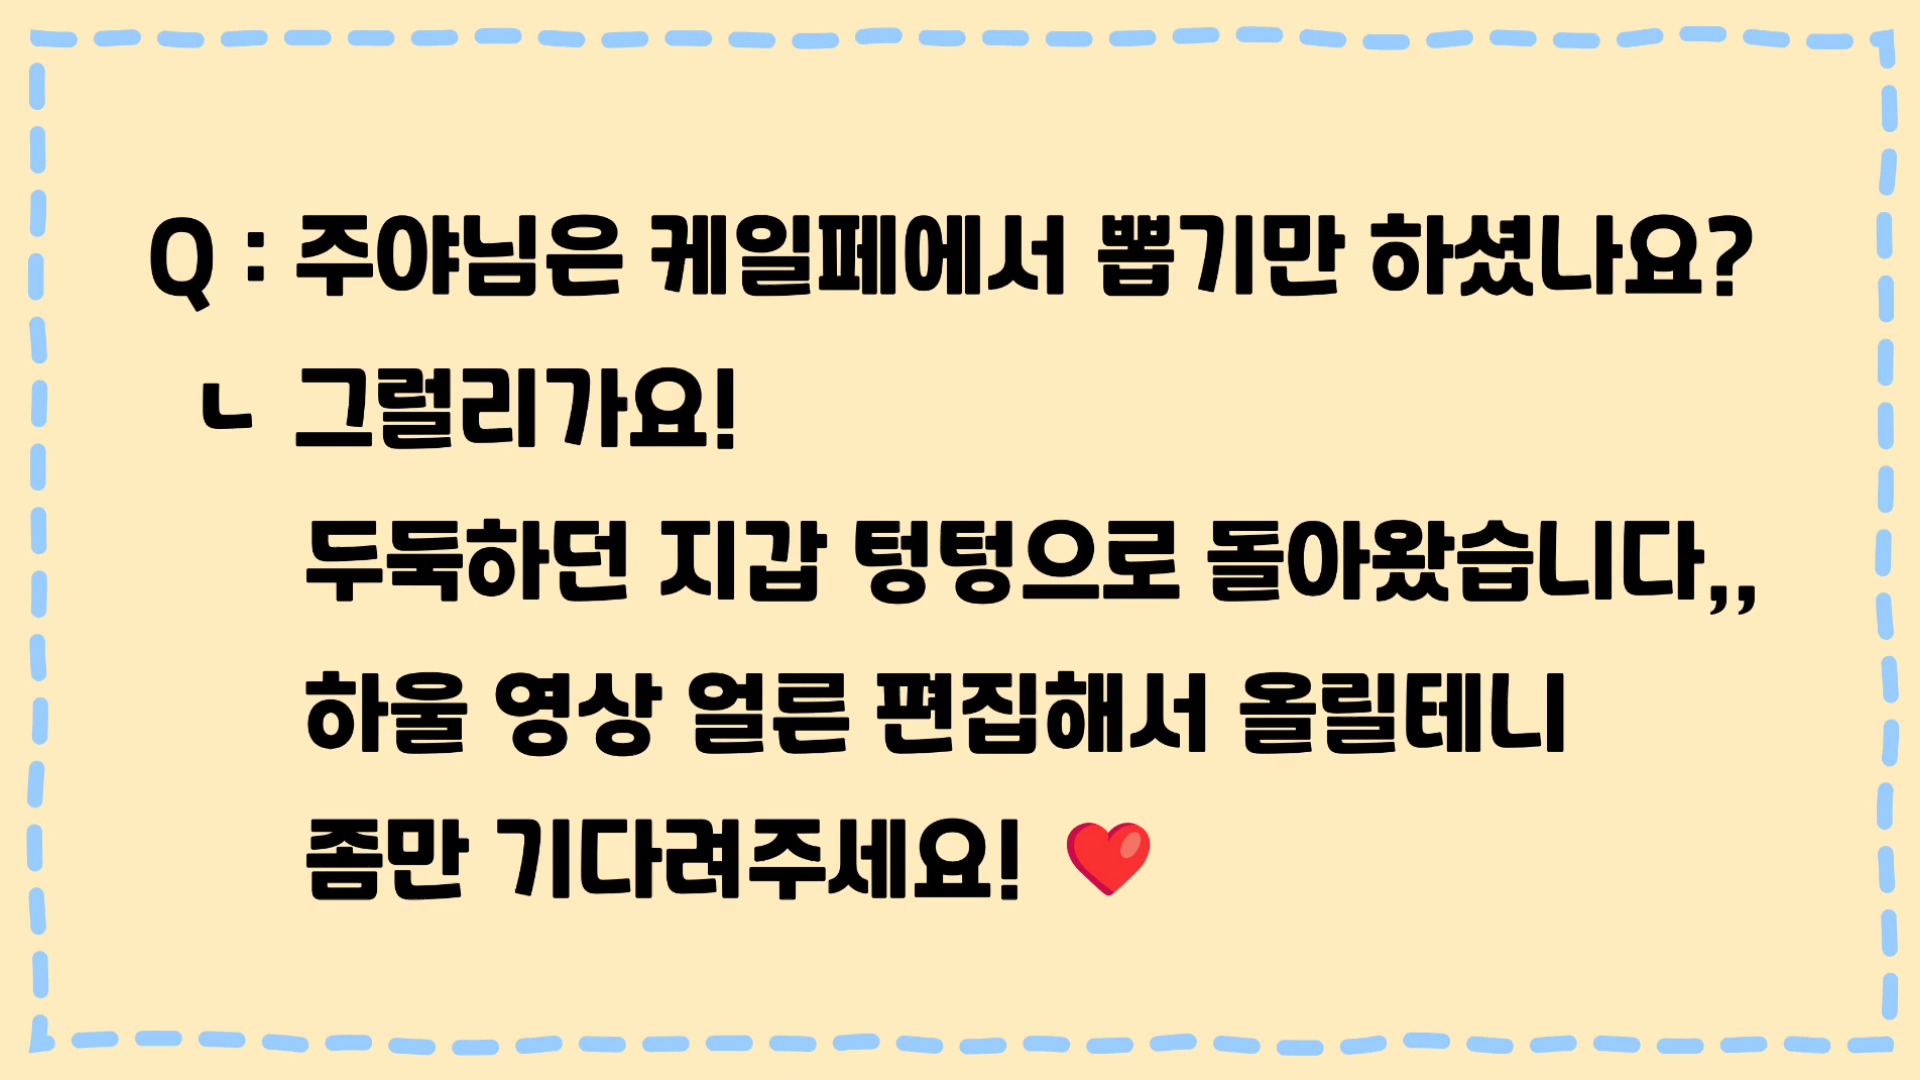 Q : 주야님은 케일페에서 뽑기만 하셨나요?
ㄴ 그럴리가요!
두둑하던 지갑 텅텅으로 돌아왔습니다,,
하울 영상 얼른 편집해서 올릴테니
좀만 기다려주세요! ❤️